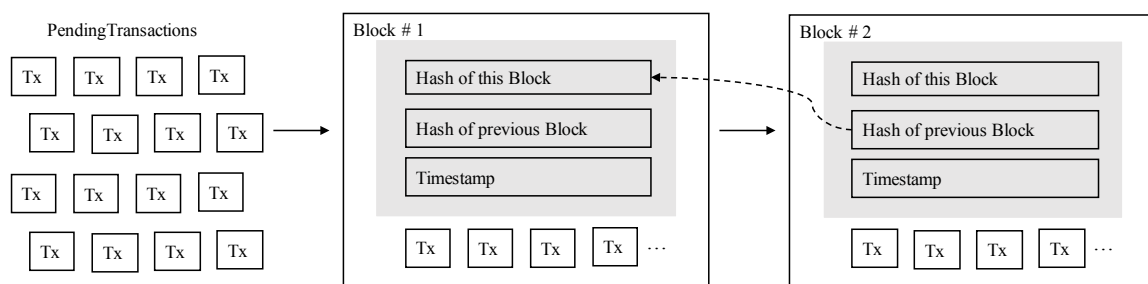 PendingTransactions
Tx Tx Tx Tx
Tx Tx Tx Tx
Tx Tx Tx Tx
Tx Tx Tx Tx
Block # 1
Hash of this Block
Hash of previous Block
Timestamp
Tx Tx Tx Tx ...
Block # 2
Hash of this Block
Hash of previous Block
Timestamp
Tx Tx Tx Tx ...